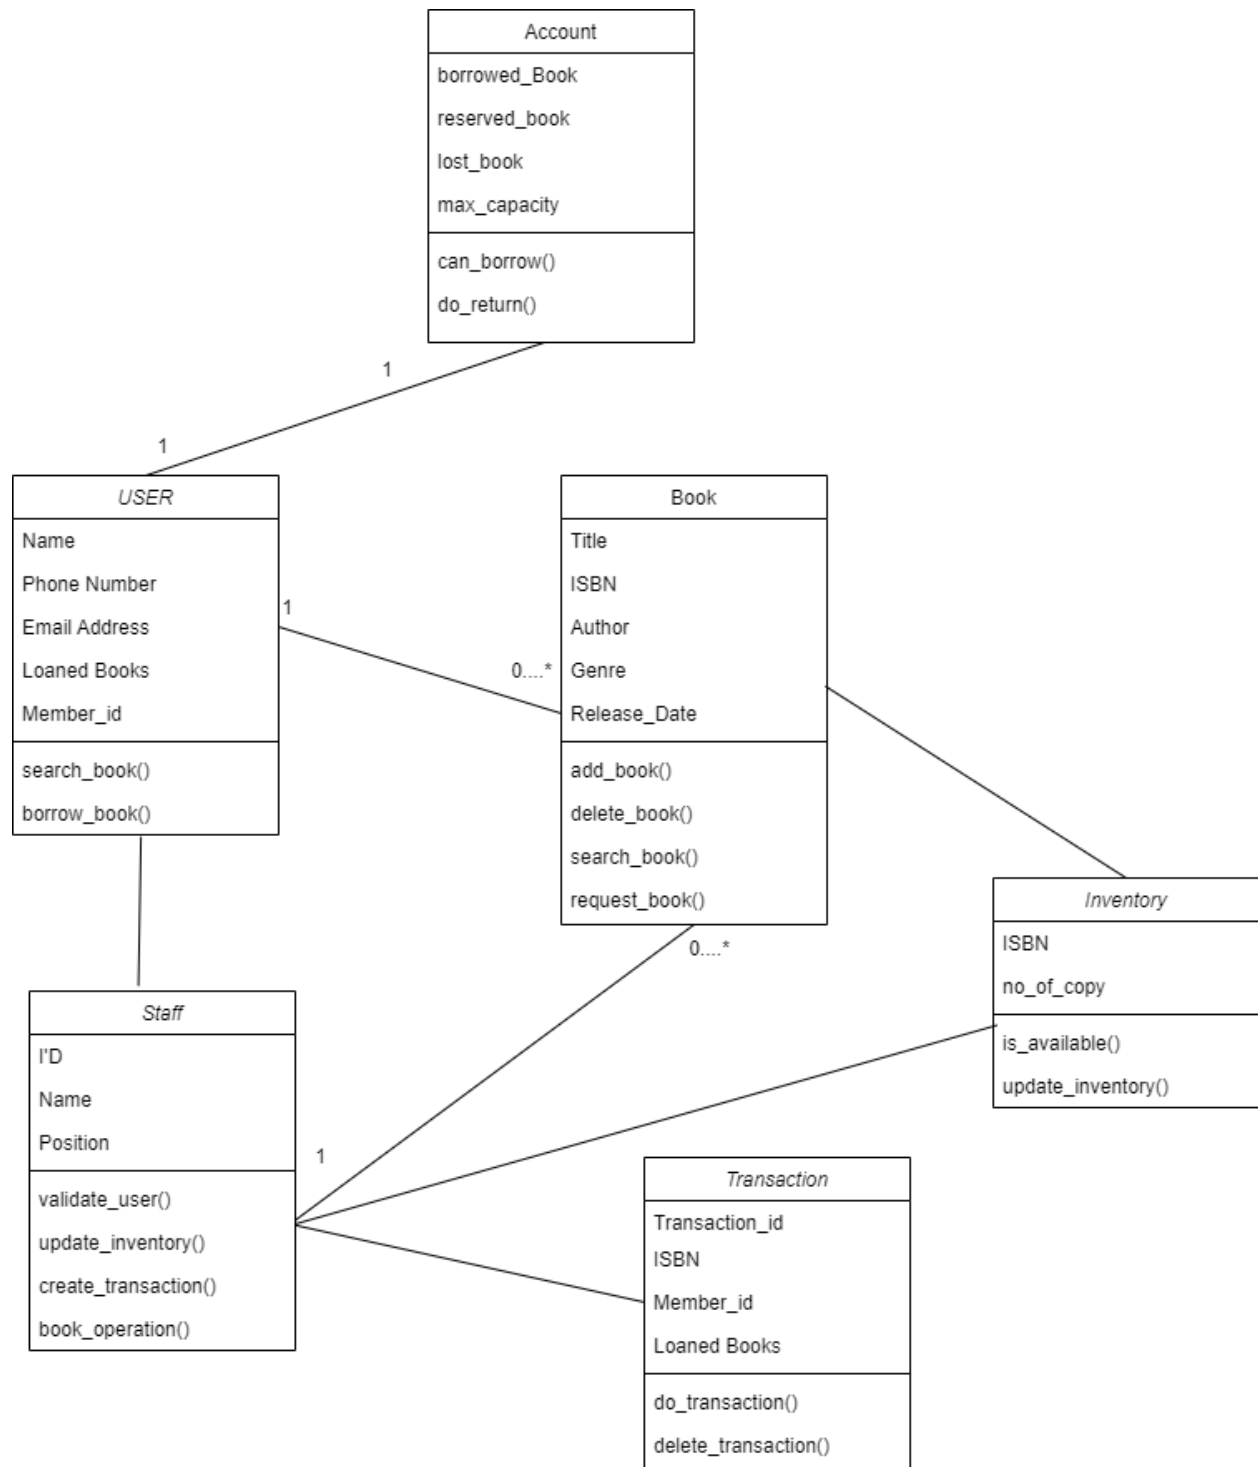 Account
borrowed_Book
reserved_book
lost_book
max_capacity
can_borrow()
do_return()
1
1
USER
Name
Phone Number
Email Address
Loaned Books
Member_id
search_book()
borrow_book()
1
0....*
Book
Title
ISBN
Author
Genre
Release_Date
add_book()
delete_book()
search_book()
request_book()
0....*
Inventory
ISBN
no_of_copy
is_available()
update_inventory()
Staff
I'D
Name
Position
validate_user()
update_inventory()
create_transaction()
book_operation()
1
Transaction
Transaction_id
ISBN
Member_id
Loaned Books
do_transaction()
delete_transaction()